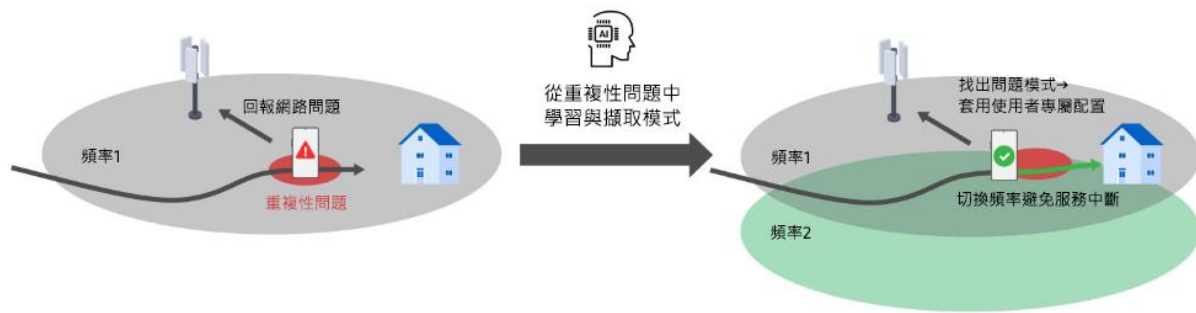 回報網路問題
頻率1
重複性問題
AI
從重複性問題中
學習與擷取模式
找出問題模式→
套用使用者專屬配置
頻率1
切換頻率避免服務中斷
頻率2